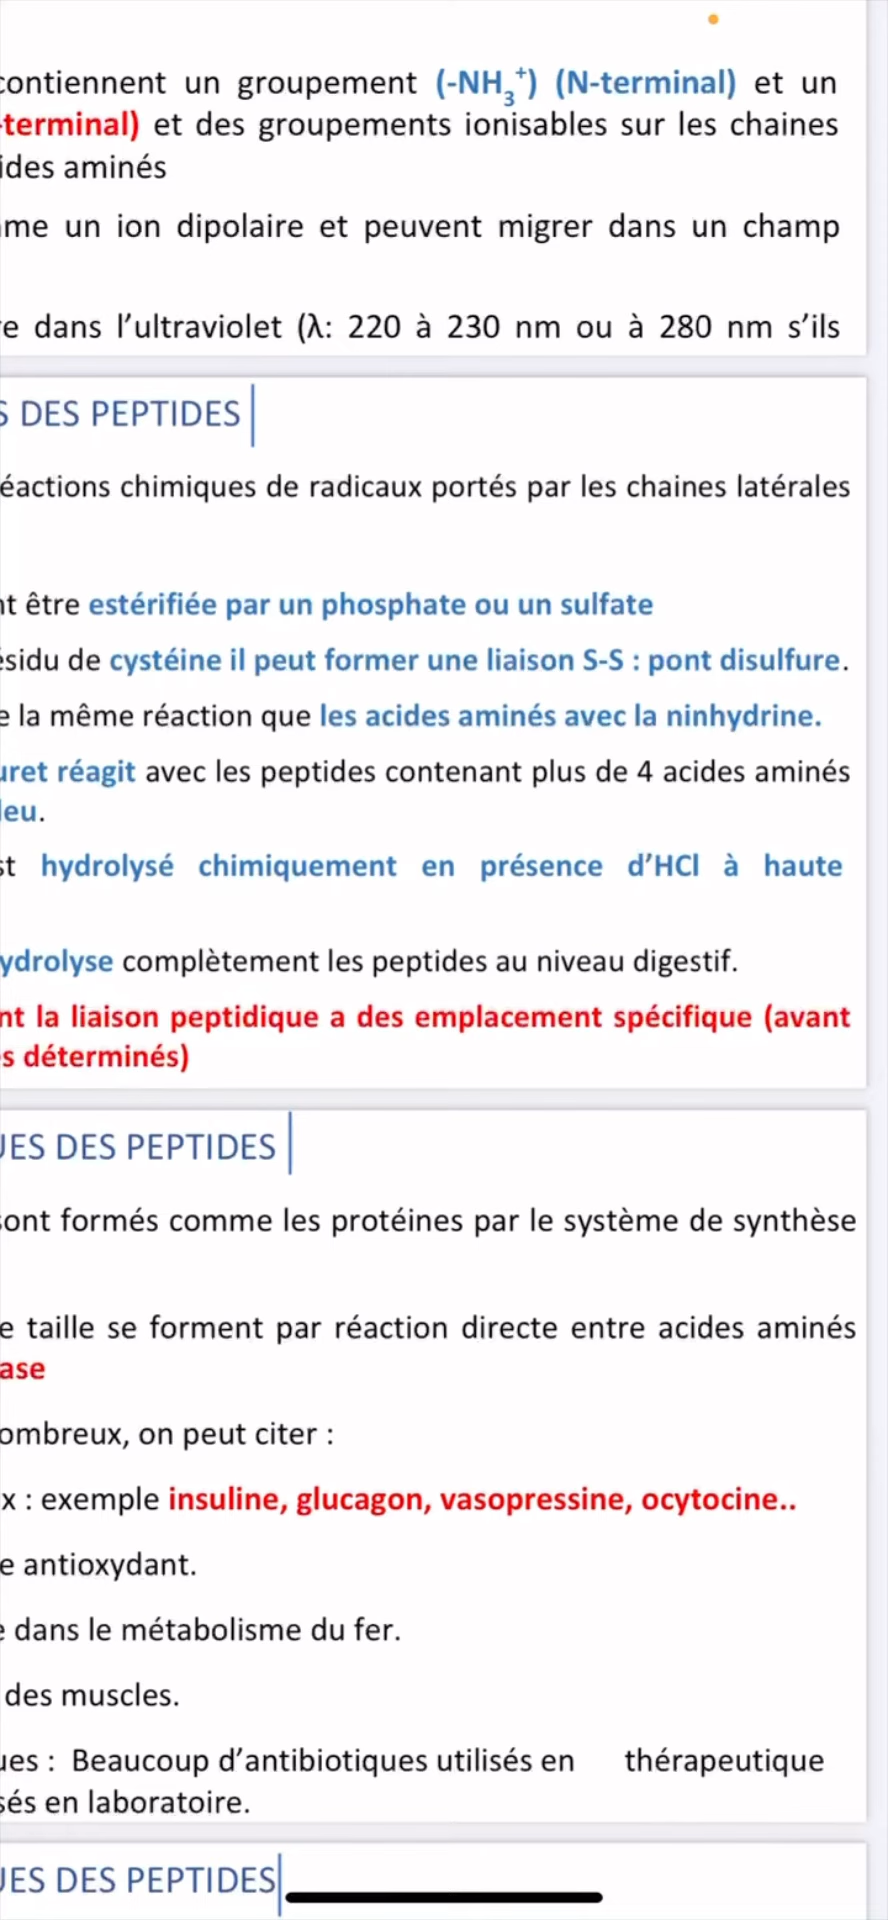 contiennent un groupement (-NH3+) (N-terminal) et un
-terminal) et des groupements ionisables sur les chaines
ides aminés
me un ion dipolaire et peuvent migrer dans un champ
e dans l’ultraviolet (λ: 220 à 230 nm ou à 280 nm s’ils
S DES PEPTIDES
éactions chimiques de radicaux portés par les chaines latérales
nt être estérifiée par un phosphate ou un sulfate
ésidu de cystéine il peut former une liaison S-S : pont disulfure.
e la même réaction que les acides aminés avec la ninhydrine.
uret réagit avec les peptides contenant plus de 4 acides aminés
leu.
st hydrolysé chimiquement en présence d’HCl à haute
ydrolyse complètement les peptides au niveau digestif.
nt la liaison peptidique a des emplacement spécifique (avant
s déterminés)
UES DES PEPTIDES
sont formés comme les protéines par le système de synthèse
e taille se forment par réaction directe entre acides aminés
ase
ombreux, on peut citer :
x : exemple insuline, glucagon, vasopressine, ocytocine..
e antioxydant.
e dans le métabolisme du fer.
des muscles.
ues : Beaucoup d’antibiotiques utilisés en thérapeutique
sés en laboratoire.
UES DES PEPTIDES